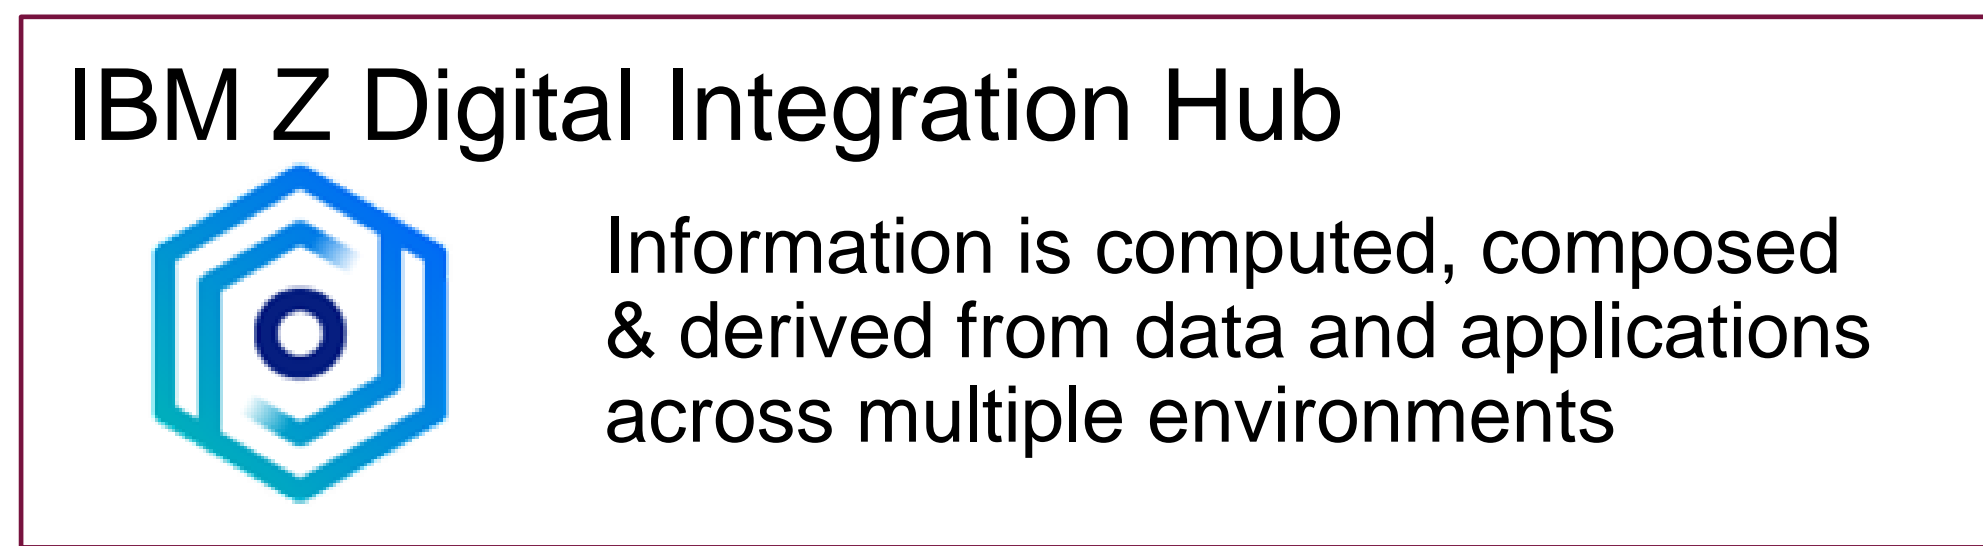 IBM Z Digital Integration Hub
Information is computed, composed
& derived from data and applications
across multiple environments